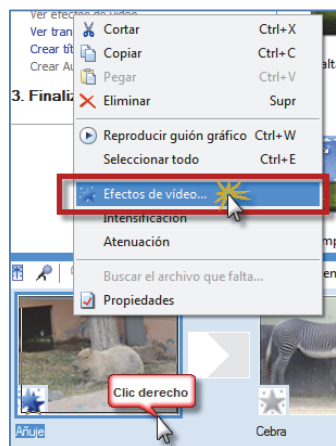 Ver efectos de vídeo
Ver tran
Crear tít
Crear Au
3. Finaliz
Cortar Ctrl+X
Copiar Ctrl+C
Pegar Ctrl+V
Eliminar Supr
Reproducir guión gráfico Ctrl+W
Seleccionar todo Ctrl+E
Efectos de vídeo...
Intensificación
Atenuación
Buscar el archivo que falta...
Propiedades
Clic derecho
Añuje
Cebra